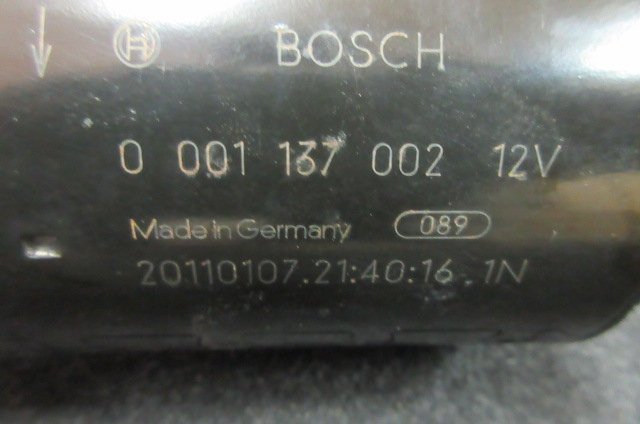 BOSCH
0 001 137 002 12V
Made in Germany 089
20110107.21:40:16.1N